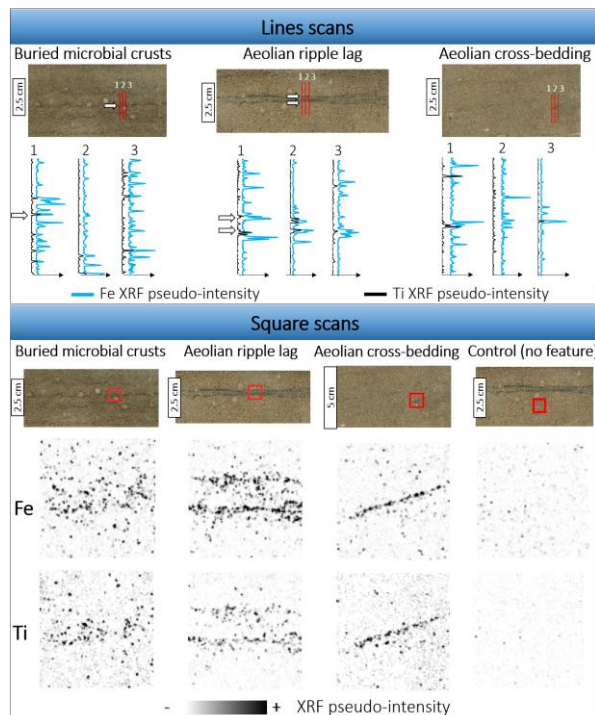 Lines scans
Buried microbial crusts Aeolian ripple lag Aeolian cross-bedding
2.5 cm 1 2 3 2.5 cm 1 2 3 2.5 cm 1 2 3
1 2 3 1 2 3 1 2 3
Fe XRF pseudo-intensity Ti XRF pseudo-intensity
Square scans
Buried microbial crusts Aeolian ripple lag Aeolian cross-bedding Control (no feature)
2.5 cm 2.5 cm 5 cm 2.5 cm
Fe
Ti
- + XRF pseudo-intensity